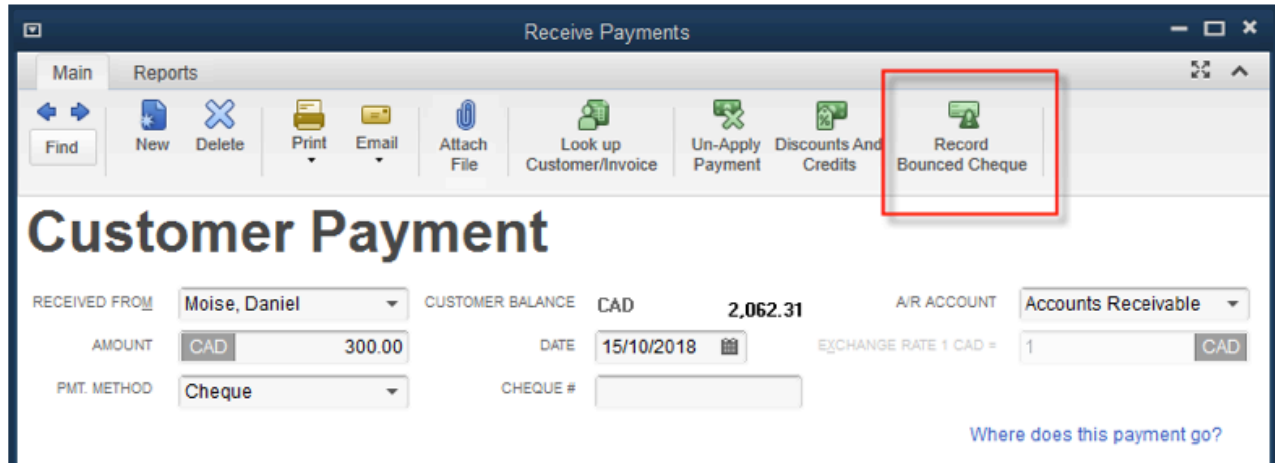 Receive Payments
Main Reports
Find New Delete Print Email Attach File Look up Customer/Invoice Un-Apply Payment Discounts And Credits Record Bounced Cheque
Customer Payment
RECEIVED FROM Moise, Daniel CUSTOMER BALANCE CAD 2,062.31 A/R ACCOUNT Accounts Receivable
AMOUNT CAD 300.00 DATE 15/10/2018 EXCHANGE RATE 1 CAD = 1 CAD
PMT. METHOD Cheque CHEQUE #
Where does this payment go?